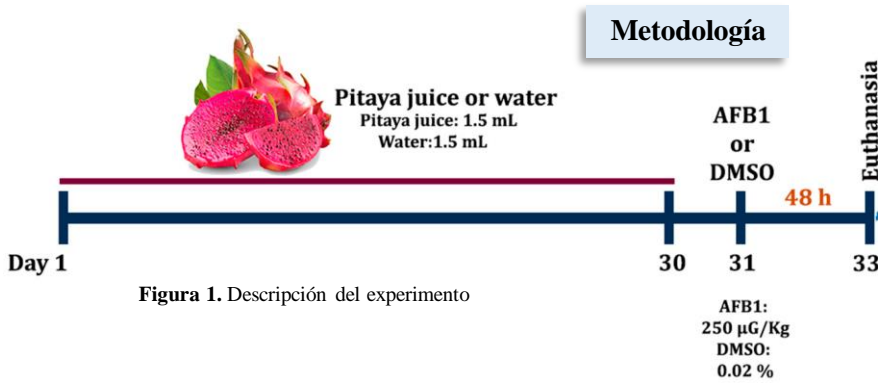 Metodología
Pitaya juice or water
Pitaya juice: 1.5 mL
Water:1.5 mL
AFB1
or
DMSO
Euthanasia
48 h
Day 1
30
31
33
Figura 1. Descripción del experimento
AFB1:
250 µG/Kg
DMSO:
0.02 %